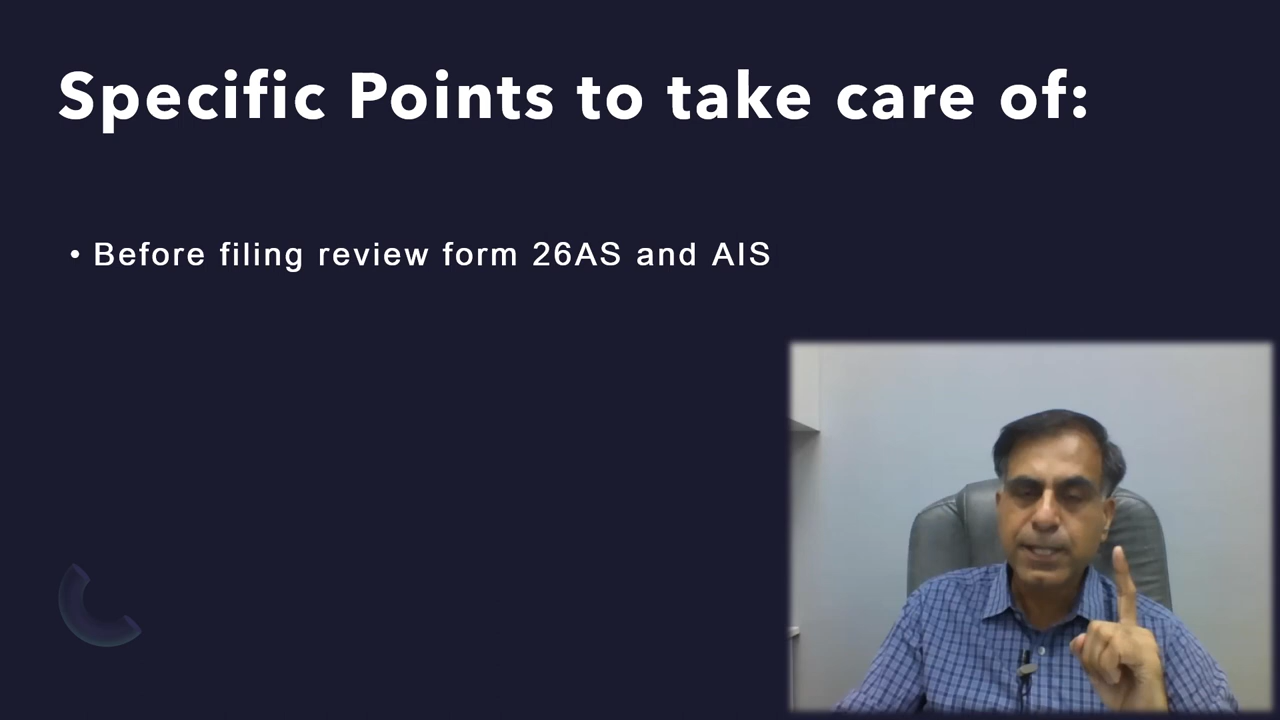 Specific Points to take care of:
• Before filing review form 26AS and AIS